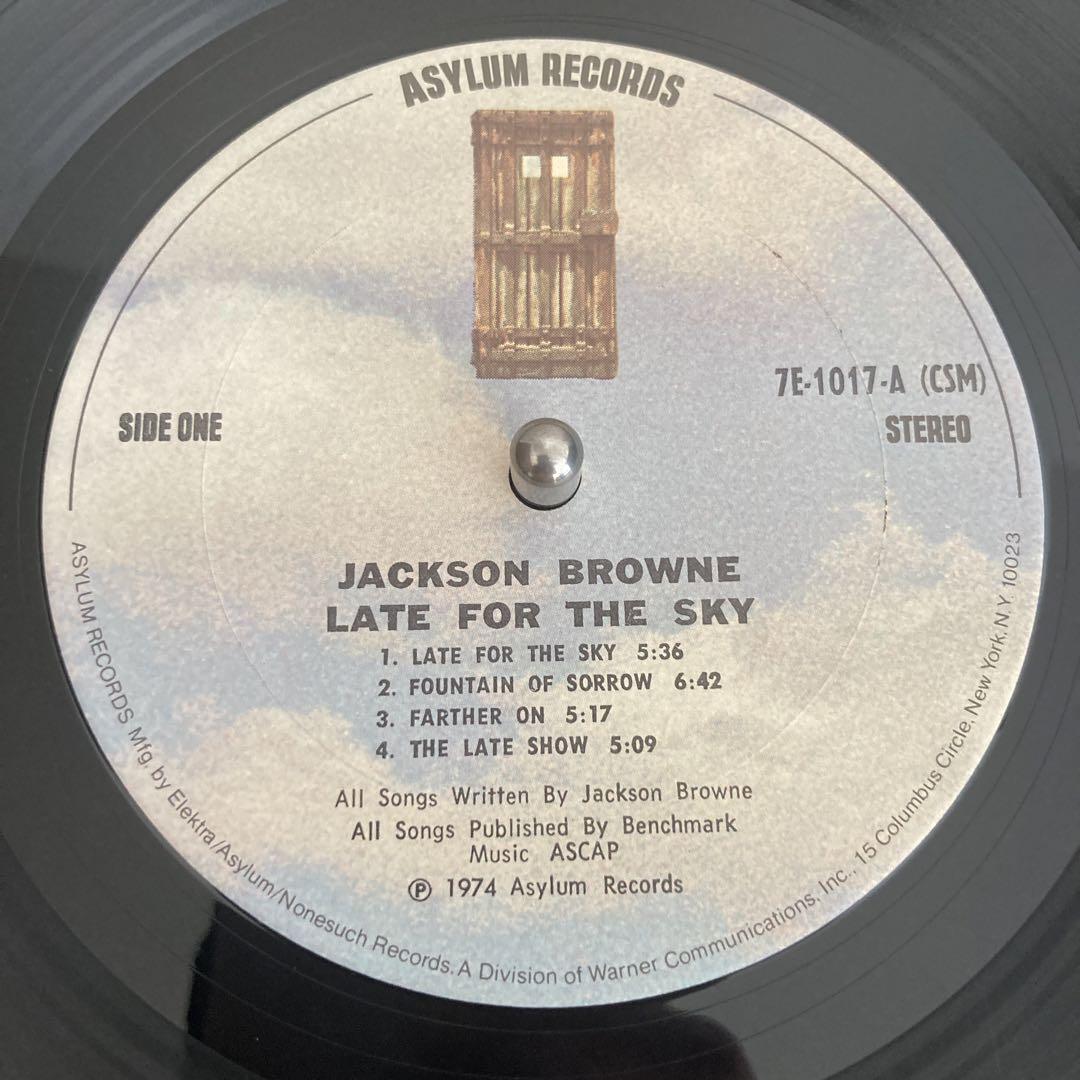 ASYLUM RECORDS
7E-1017-A (CSM)
SIDE ONE
STEREO
JACKSON BROWNE
LATE FOR THE SKY
1. LATE FOR THE SKY 5:36
2. FOUNTAIN OF SORROW 6:42
3. FARTHER ON 5:17
4. THE LATE SHOW 5:09
All Songs Written By Jackson Browne
All Songs Published By Benchmark
Music ASCAP
Ⓟ 1974 Asylum Records
ASYLUM RECORDS Mfg. by Elektra/Asylum/Nonesuch Records. A Division of Warner Communications, Inc., 15 Columbus Circle, New York, N.Y. 10023